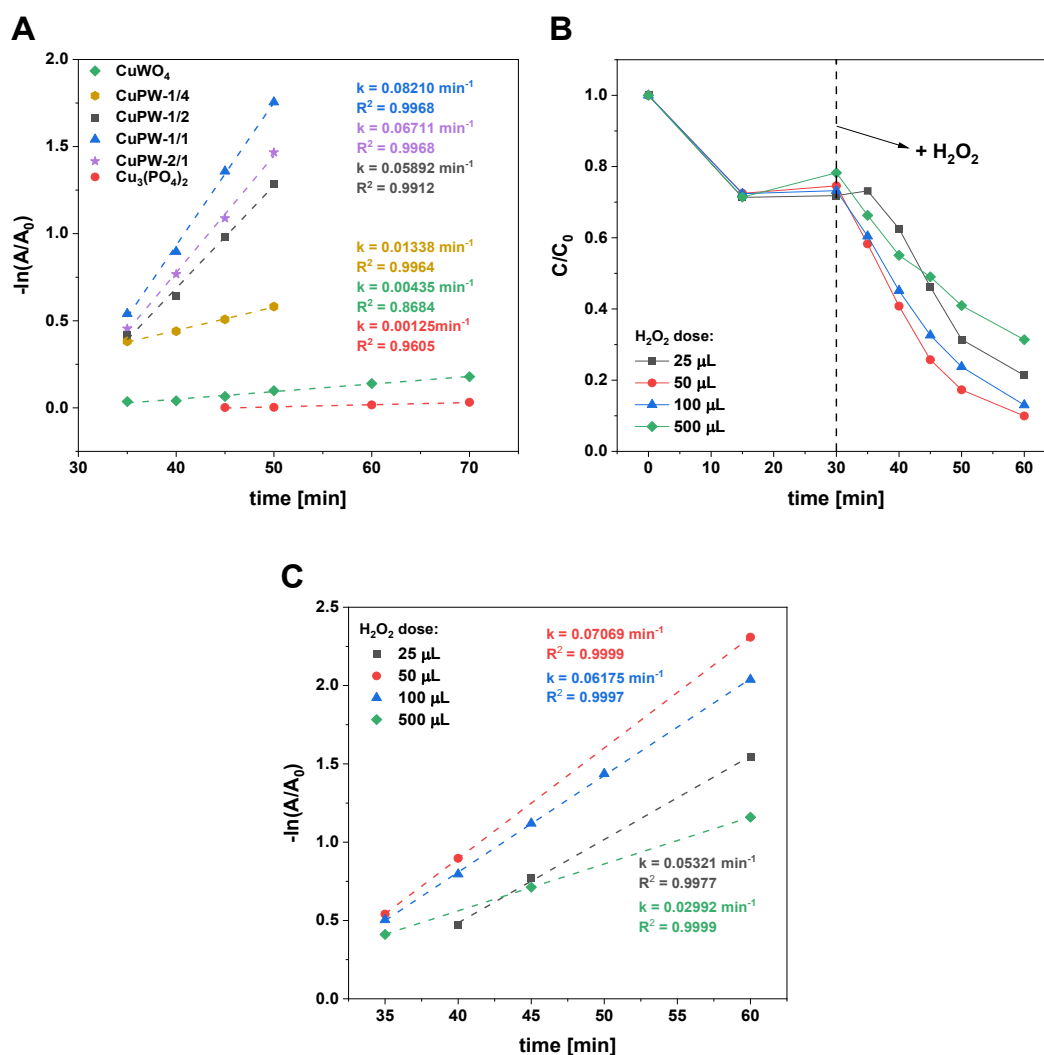 A
-ln(A/A₀)
2.0
1.5
1.0
0.5
0.0
CuWO₄
CuPW-1/4
CuPW-1/2
CuPW-1/1
CuPW-2/1
Cu₃(PO₄)₂
k = 0.08210 min⁻¹
R² = 0.9968
k = 0.06711 min⁻¹
R² = 0.9968
k = 0.05892 min⁻¹
R² = 0.9912
k = 0.01338 min⁻¹
R² = 0.9964
k = 0.00435 min⁻¹
R² = 0.8684
k = 0.00125min⁻¹
R² = 0.9605
30 40 50 60 70
time [min]
B
C/C₀
1.0
0.8
0.6
0.4
0.2
0.0
+ H₂O₂
H₂O₂ dose:
25 µL
50 µL
100 µL
500 µL
0 10 20 30 40 50 60
time [min]
C
-ln(A/A₀)
2.5
2.0
1.5
1.0
0.5
0.0
H₂O₂ dose:
25 µL
50 µL
100 µL
500 µL
k = 0.07069 min⁻¹
R² = 0.9999
k = 0.06175 min⁻¹
R² = 0.9997
k = 0.05321 min⁻¹
R² = 0.9977
k = 0.02992 min⁻¹
R² = 0.9999
35 40 45 50 55 60
time [min]